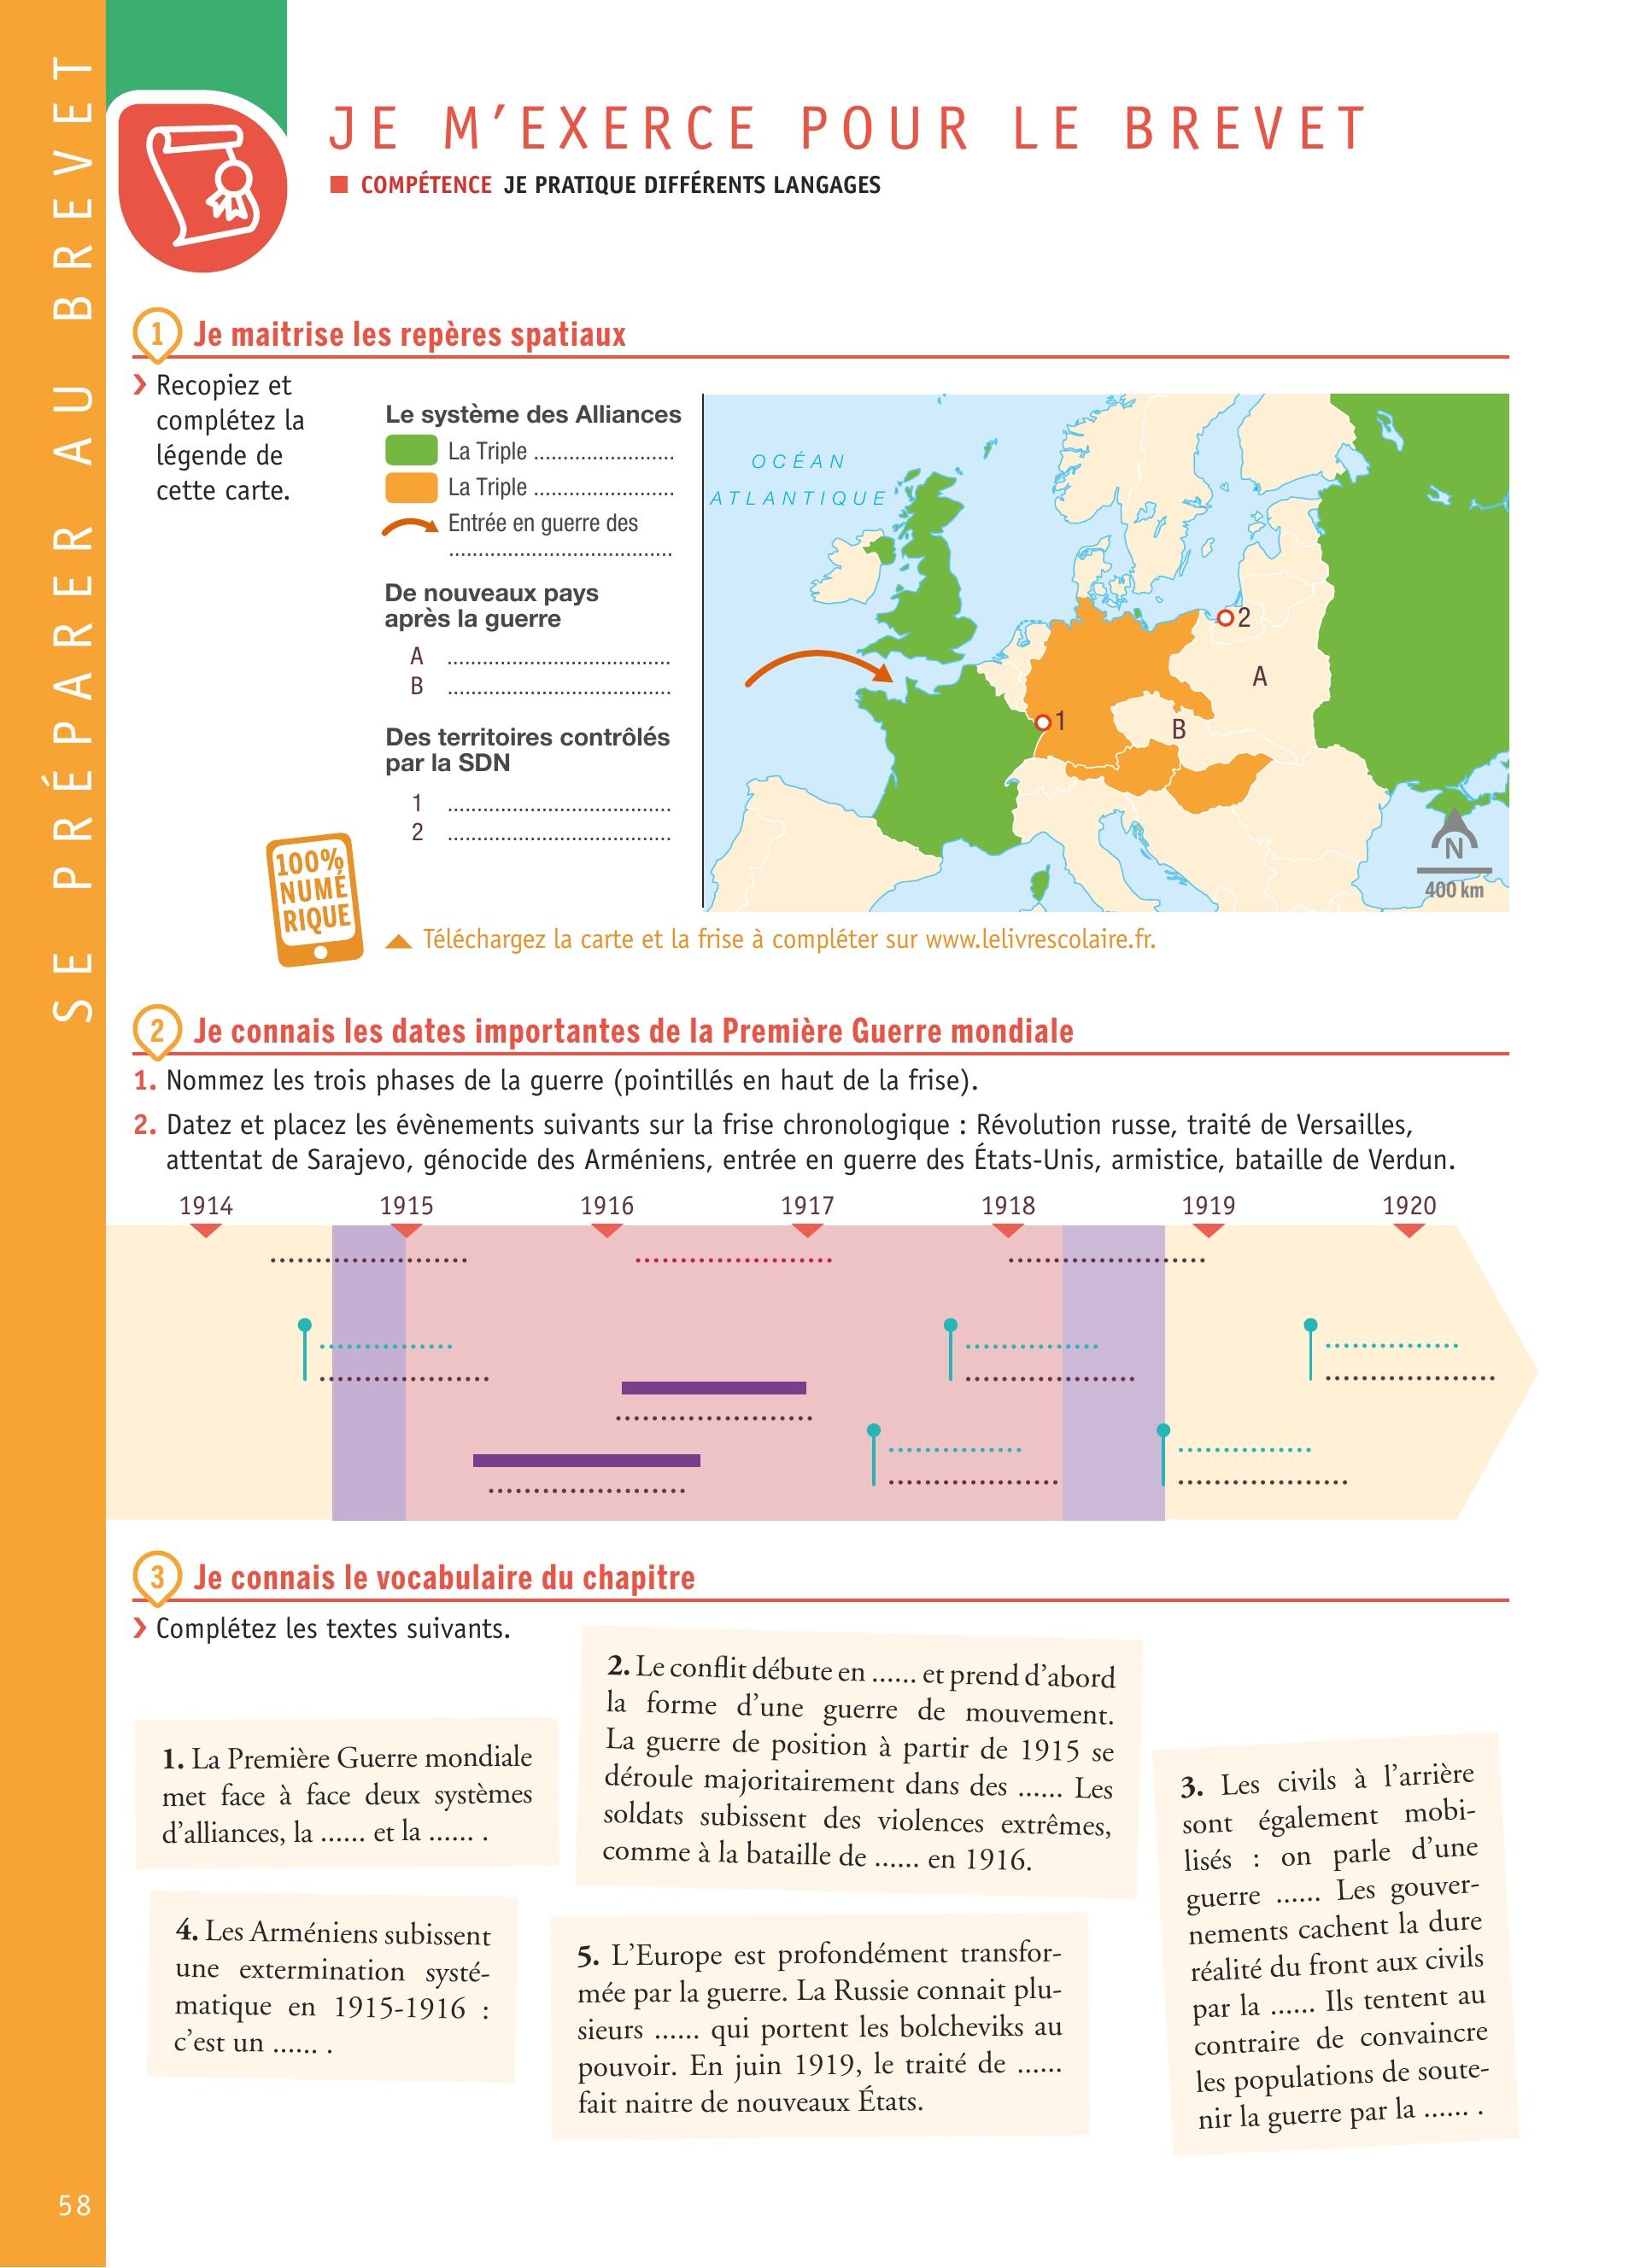 SE PRÉPARER AU BREVET
JE M'EXERCE POUR LE BREVET
COMPÉTENCE JE PRATIQUE DIFFÉRENTS LANGAGES
1 Je maitrise les repères spatiaux
› Recopiez et
complétez la
légende de
cette carte.
Le système des Alliances
La Triple ........................
La Triple ........................
Entrée en guerre des
......................................
De nouveaux pays
après la guerre
A ......................................
B ......................................
Des territoires contrôlés
par la SDN
1 ......................................
2 ......................................
OCÉAN
ATLANTIQUE
2
A
1
B
N
400 km
100%
NUMÉ
RIQUE
Téléchargez la carte et la frise à compléter sur www.lelivrescolaire.fr.
2 Je connais les dates importantes de la Première Guerre mondiale
1. Nommez les trois phases de la guerre (pointillés en haut de la frise).
2. Datez et placez les évènements suivants sur la frise chronologique : Révolution russe, traité de Versailles,
attentat de Sarajevo, génocide des Arméniens, entrée en guerre des États-Unis, armistice, bataille de Verdun.
1914 1915 1916 1917 1918 1919 1920
3 Je connais le vocabulaire du chapitre
› Complétez les textes suivants.
1. La Première Guerre mondiale
met face à face deux systèmes
d'alliances, la ...... et la ...... .
2. Le conflit débute en ...... et prend d'abord
la forme d'une guerre de mouvement.
La guerre de position à partir de 1915 se
déroule majoritairement dans des ...... Les
soldats subissent des violences extrêmes,
comme à la bataille de ...... en 1916.
3. Les civils à l'arrière
sont également mobi-
lisés : on parle d'une
guerre ...... Les gouver-
nements cachent la dure
réalité du front aux civils
par la ...... Ils tentent au
contraire de convaincre
les populations de soute-
nir la guerre par la ...... .
4. Les Arméniens subissent
une extermination systé-
matique en 1915-1916 :
c'est un ...... .
5. L'Europe est profondément transfor-
mée par la guerre. La Russie connait plu-
sieurs ...... qui portent les bolcheviks au
pouvoir. En juin 1919, le traité de ......
fait naitre de nouveaux États.
58